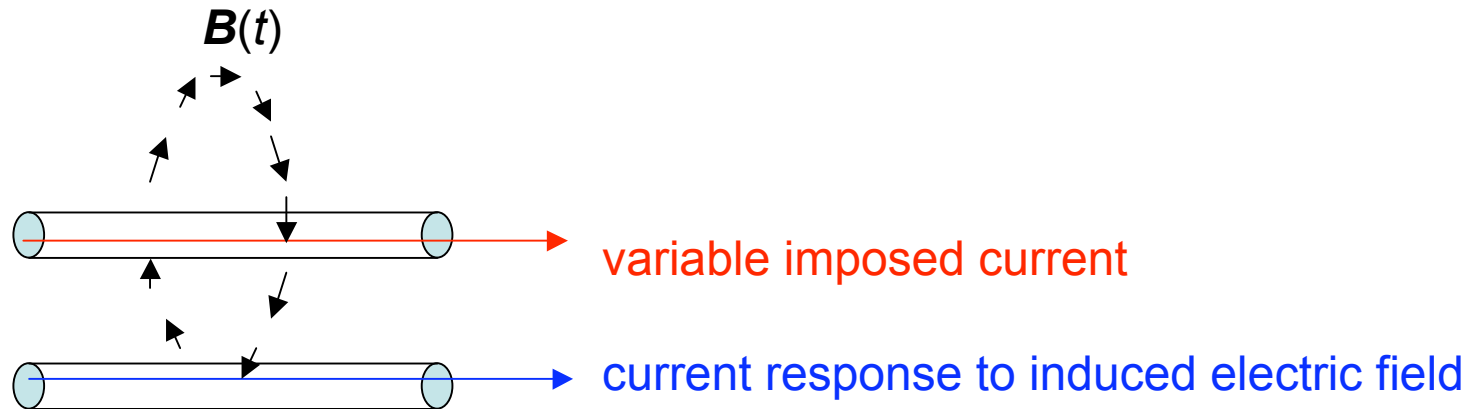 B(t)
variable imposed current
current response to induced electric field